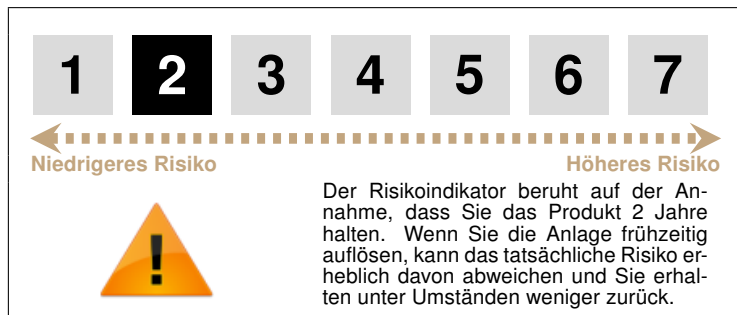 1 2 3 4 5 6 7
Niedrigeres Risiko Höheres Risiko
Der Risikoindikator beruht auf der An-
nahme, dass Sie das Produkt 2 Jahre
halten. Wenn Sie die Anlage frühzeitig
auflösen, kann das tatsächliche Risiko er-
heblich davon abweichen und Sie erhal-
ten unter Umständen weniger zurück.